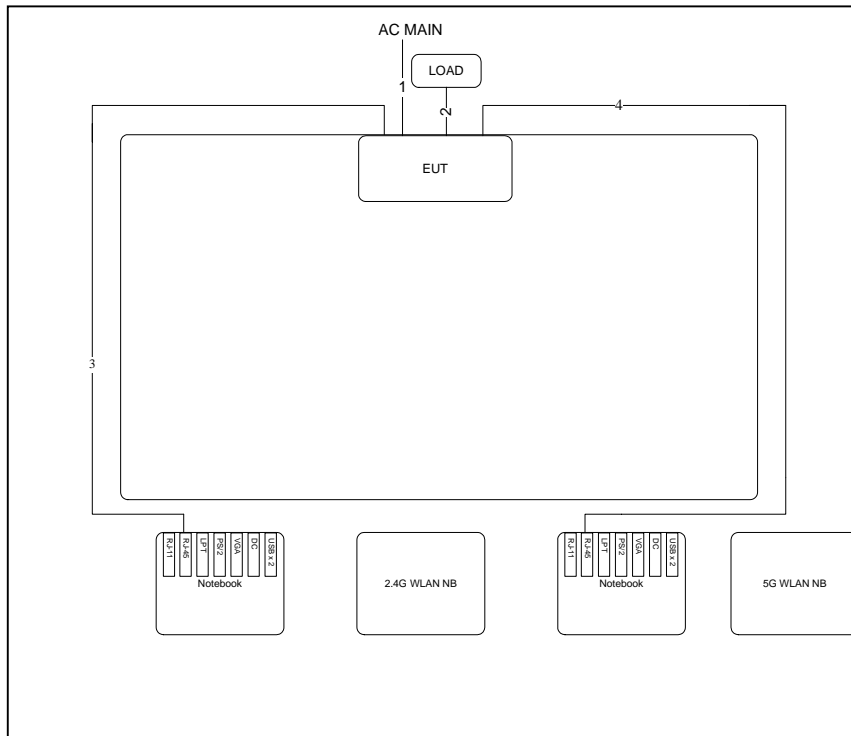 AC MAIN
LOAD
1
2
4
EUT
3
RJ-11
RJ-45
LPT
PS/2
VGA
DC
USB x 2
Notebook
2.4G WLAN NB
RJ-11
RJ-45
LPT
PS/2
VGA
DC
USB x 2
Notebook
5G WLAN NB